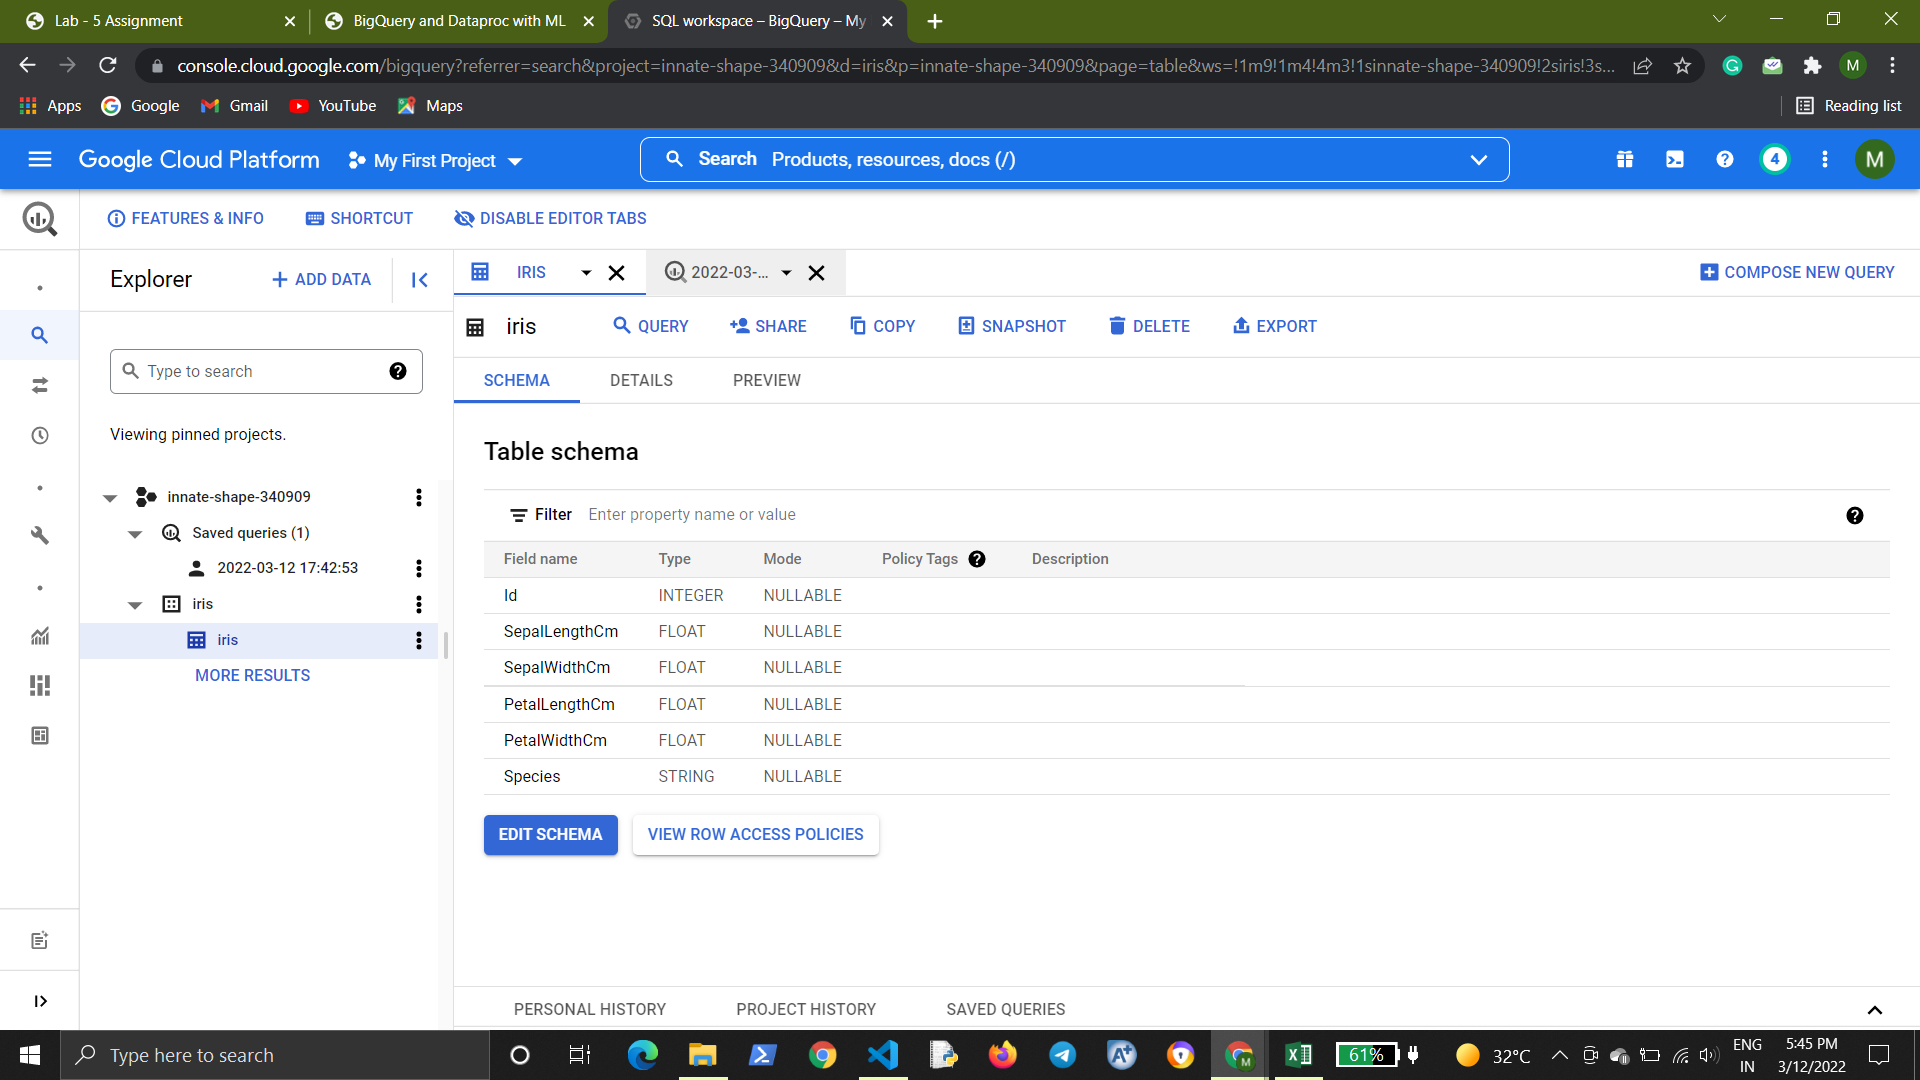 Lab - 5 Assignment
BigQuery and Dataproc with ML
SQL workspace – BigQuery – My
console.cloud.google.com/bigquery?referrer=search&project=innate-shape-340909&d=iris&p=innate-shape-340909&page=table&ws=!1m9!1m4!4m3!1sinnate-shape-340909!2siris!3s...
M
Apps
Google
Gmail
YouTube
Maps
Reading list
Google Cloud Platform
My First Project
Search Products, resources, docs (/)
4
M
FEATURES & INFO
SHORTCUT
DISABLE EDITOR TABS
Explorer
+ ADD DATA
IRIS
2022-03-...
COMPOSE NEW QUERY
iris
QUERY
SHARE
COPY
SNAPSHOT
DELETE
EXPORT
Type to search
SCHEMA
DETAILS
PREVIEW
Viewing pinned projects.
innate-shape-340909
Saved queries (1)
2022-03-12 17:42:53
iris
iris
MORE RESULTS
Table schema
Filter Enter property name or value
Field name Type Mode Policy Tags Description
Id INTEGER NULLABLE
SepalLengthCm FLOAT NULLABLE
SepalWidthCm FLOAT NULLABLE
PetalLengthCm FLOAT NULLABLE
PetalWidthCm FLOAT NULLABLE
Species STRING NULLABLE
EDIT SCHEMA
VIEW ROW ACCESS POLICIES
PERSONAL HISTORY
PROJECT HISTORY
SAVED QUERIES
Type here to search
61%
32°C
ENG
IN
5:45 PM
3/12/2022